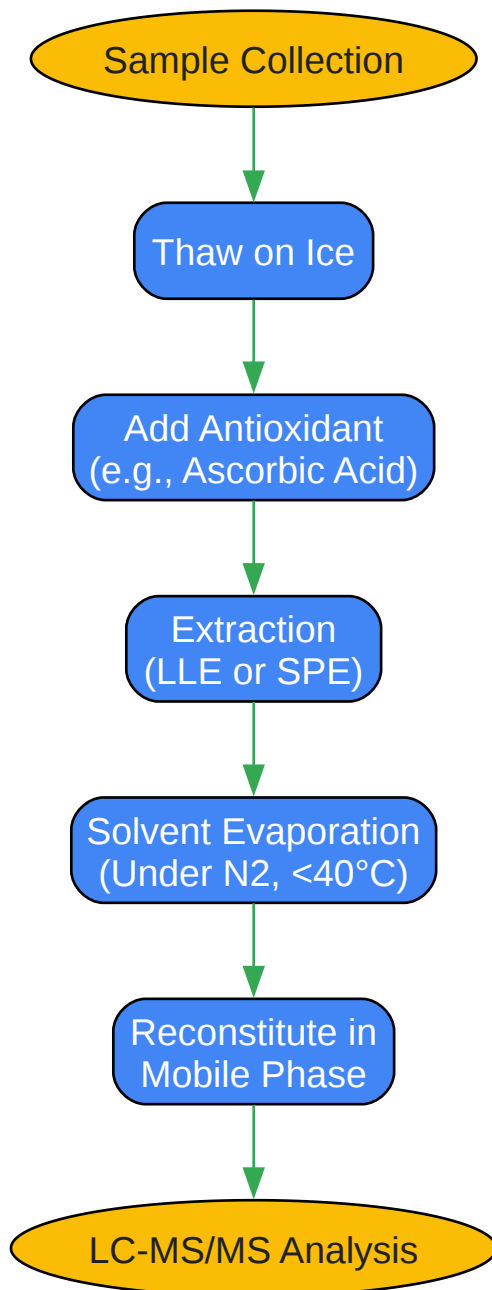 Sample Collection
Thaw on Ice
Add Antioxidant
(e.g., Ascorbic Acid)
Extraction
(LLE or SPE)
Solvent Evaporation
(Under N2, <40°C)
Reconstitute in
Mobile Phase
LC-MS/MS Analysis